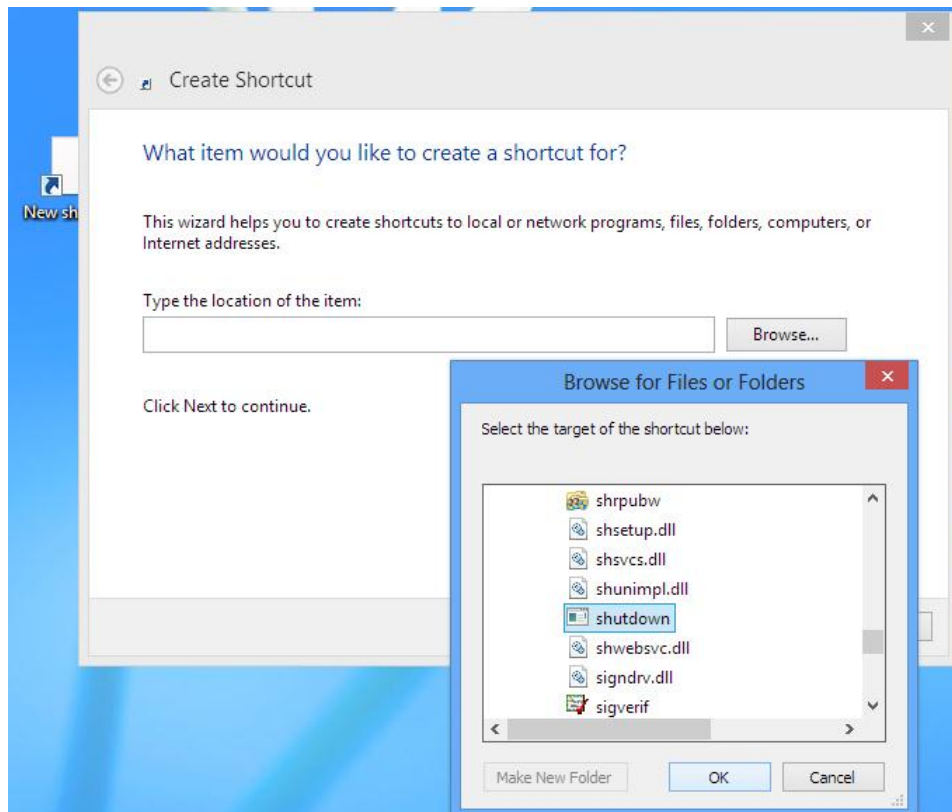 Create Shortcut
What item would you like to create a shortcut for?
New sh
This wizard helps you to create shortcuts to local or network programs, files, folders, computers, or
Internet addresses.
Type the location of the item:
Browse...
Click Next to continue.
Browse for Files or Folders
Select the target of the shortcut below:
shrpubw
shsetup.dll
shsvcs.dll
shunimpl.dll
shutdown
shwebsvc.dll
signdrv.dll
sigverif
Make New Folder
OK
Cancel